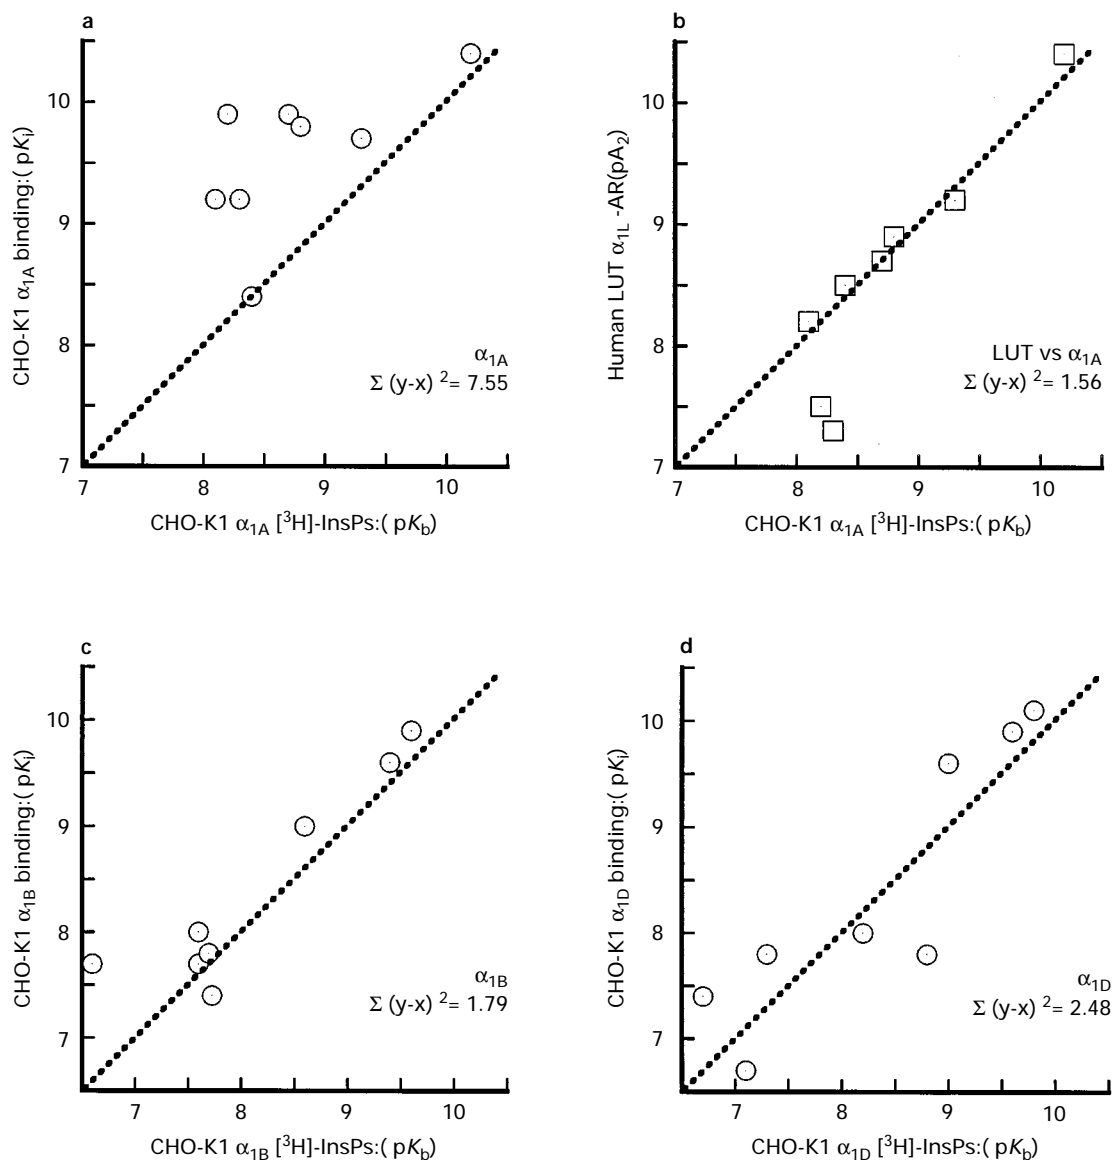 a
10
9
8
7
7
8
9
10
CHO-K1 α1A binding:( pKi)
α1A
Σ (y-x) ²= 7.55
CHO-K1 α1A [³H]-InsPs:( pKb)
b
10
9
8
7
7
8
9
10
Human LUT α1L -AR(pA2)
LUT vs α1A
Σ (y-x) ²= 1.56
CHO-K1 α1A [³H]-InsPs:( pKb)
c
10
9
8
7
7
8
9
10
CHO-K1 α1B binding:( pKi)
α1B
Σ (y-x) ²= 1.79
CHO-K1 α1B [³H]-InsPs:( pKb)
d
10
9
8
7
7
8
9
10
CHO-K1 α1D binding:( pKi)
α1D
Σ (y-x) ²= 2.48
CHO-K1 α1D [³H]-InsPs:( pKb)